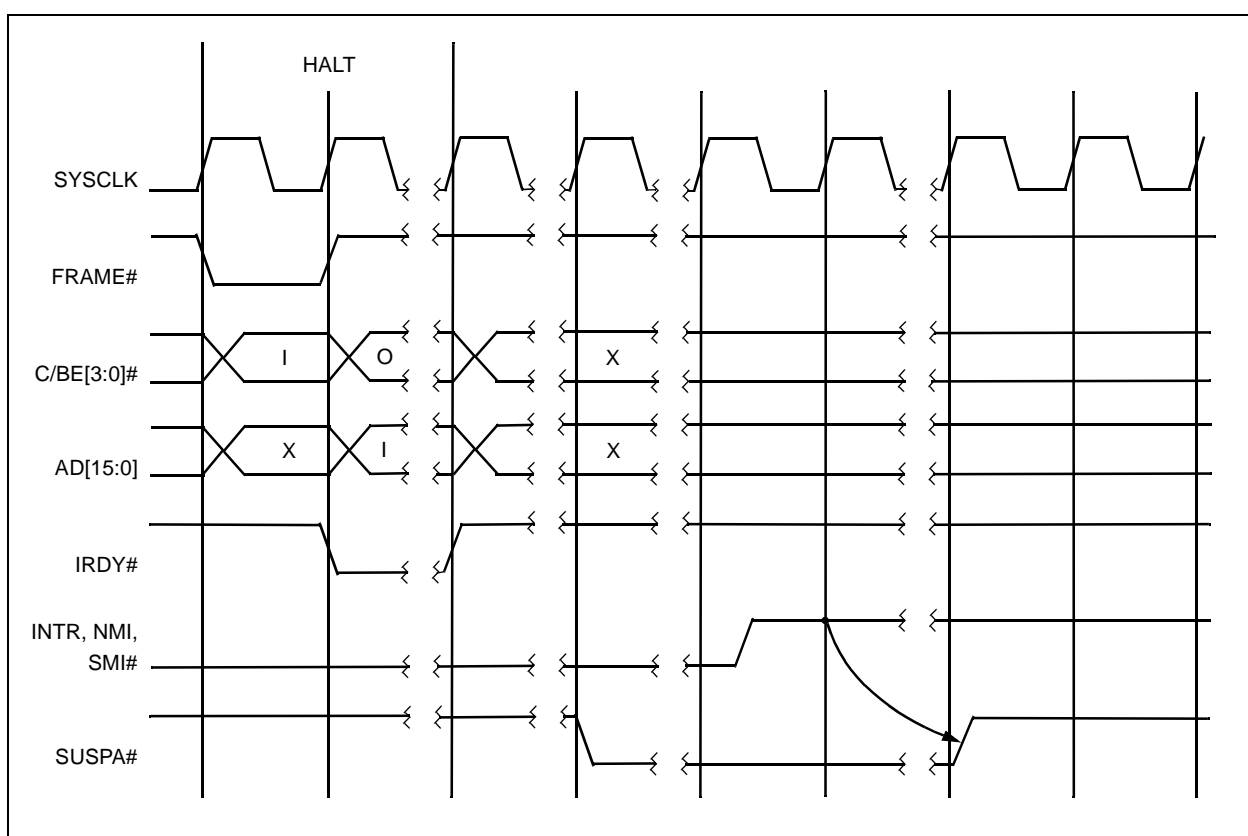 HALT
SYSCLK
FRAME#
C/BE[3:0]#
I
O
X
AD[15:0]
X
I
X
IRDY#
INTR, NMI,
SMI#
SUSPA#